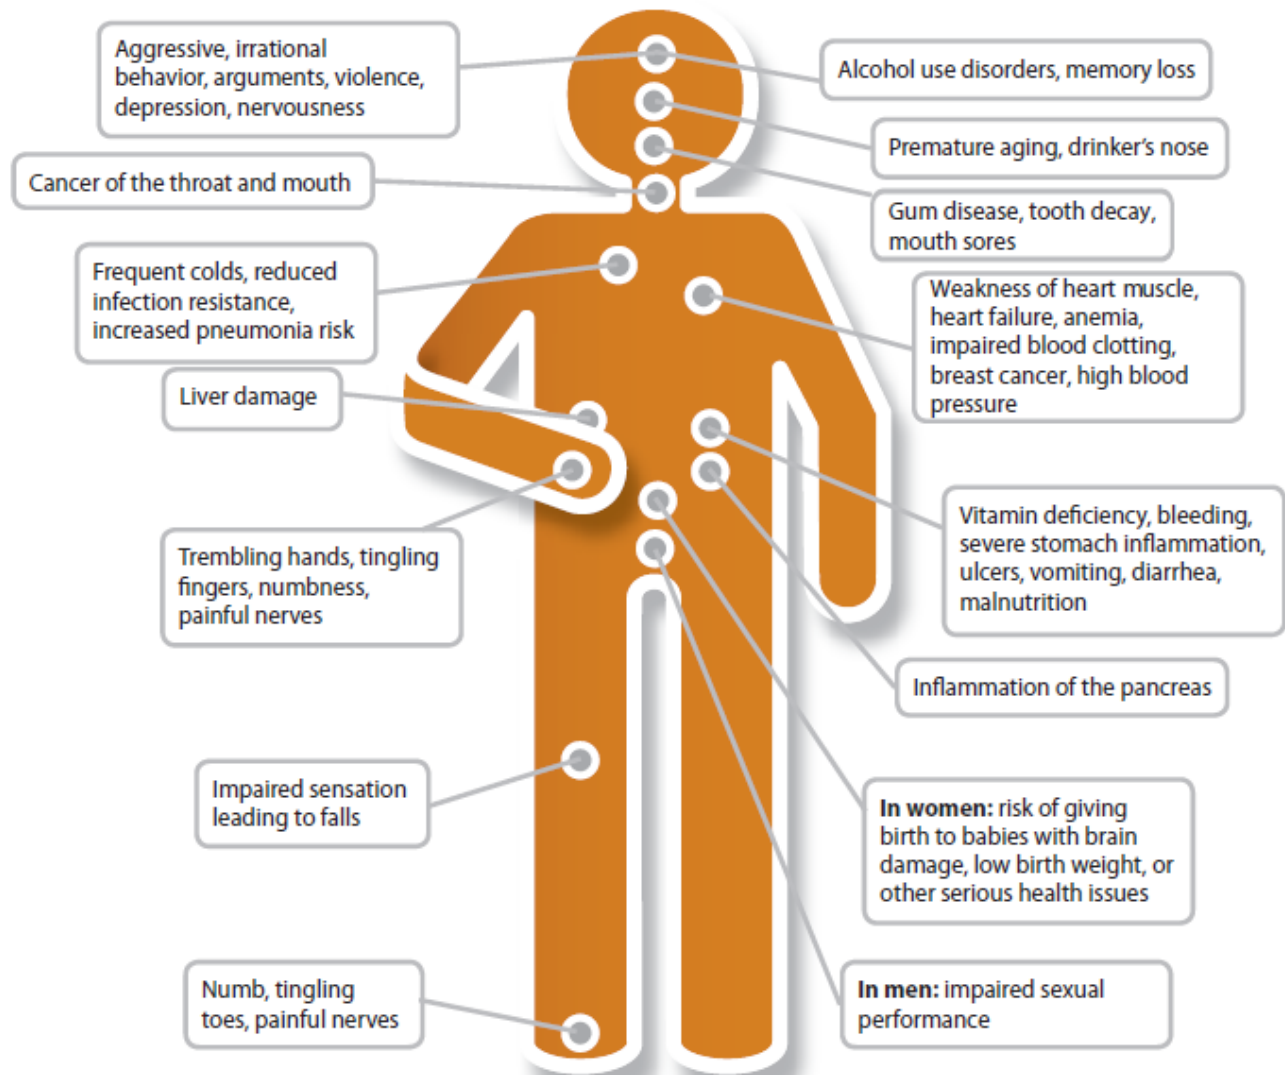 Aggressive, irrational
behavior, arguments, violence,
depression, nervousness
Alcohol use disorders, memory loss
Premature aging, drinker's nose
Cancer of the throat and mouth
Gum disease, tooth decay,
mouth sores
Frequent colds, reduced
infection resistance,
increased pneumonia risk
Weakness of heart muscle,
heart failure, anemia,
impaired blood clotting,
breast cancer, high blood
pressure
Liver damage
Vitamin deficiency, bleeding,
severe stomach inflammation,
ulcers, vomiting, diarrhea,
malnutrition
Trembling hands, tingling
fingers, numbness,
painful nerves
Inflammation of the pancreas
Impaired sensation
leading to falls
In women: risk of giving
birth to babies with brain
damage, low birth weight, or
other serious health issues
Numb, tingling
toes, painful nerves
In men: impaired sexual
performance